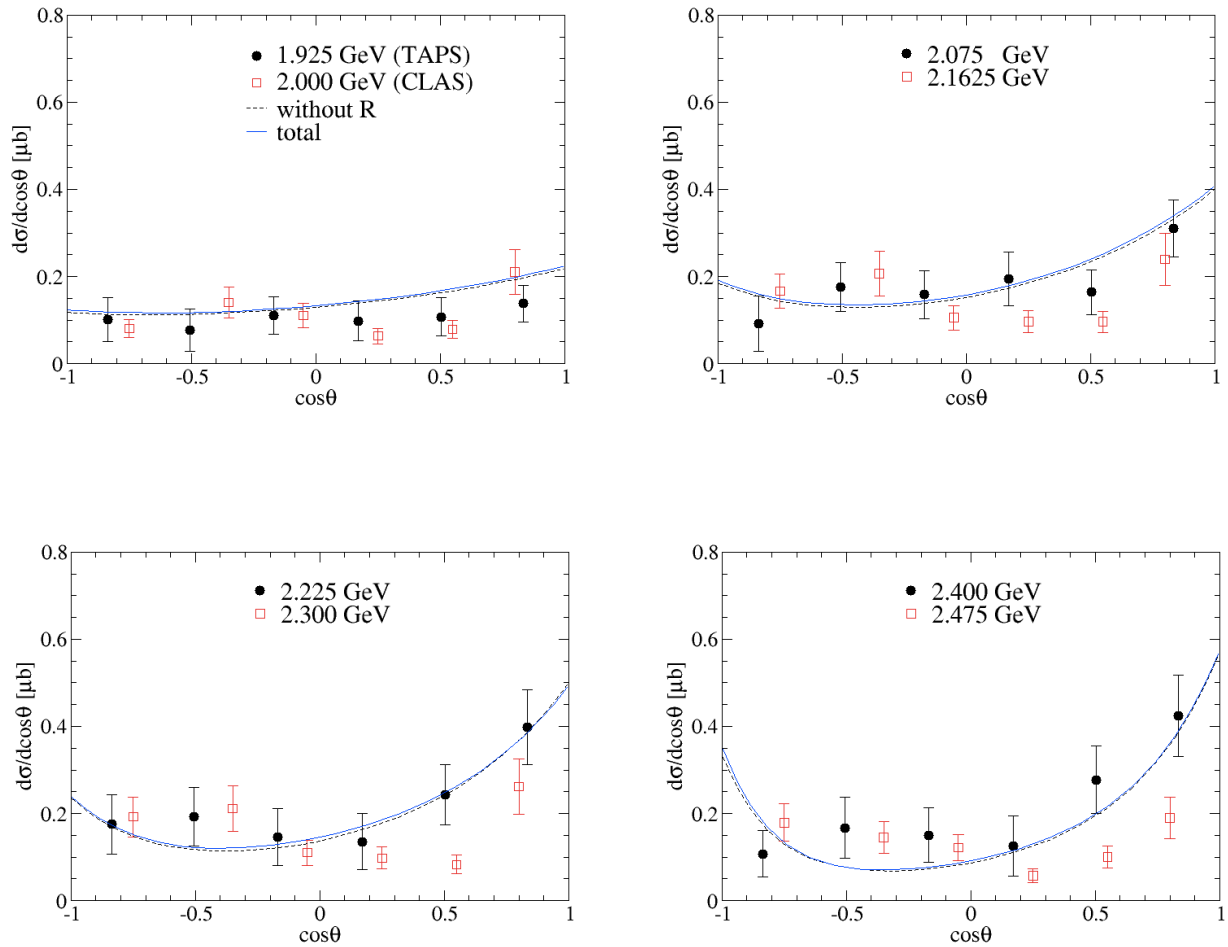 1.925 GeV (TAPS)
2.000 GeV (CLAS)
without R
total
0.8
0.6
0.4
0.2
0
-1 -0.5 0 0.5 1
cosθ
dσ/dcosθ [μb]
2.075 GeV
2.1625 GeV
0.8
0.6
0.4
0.2
0
-1 -0.5 0 0.5 1
cosθ
dσ/dcosθ [μb]
2.225 GeV
2.300 GeV
0.8
0.6
0.4
0.2
0
-1 -0.5 0 0.5 1
cosθ
dσ/dcosθ [μb]
2.400 GeV
2.475 GeV
0.8
0.6
0.4
0.2
0
-1 -0.5 0 0.5 1
cosθ
dσ/dcosθ [μb]